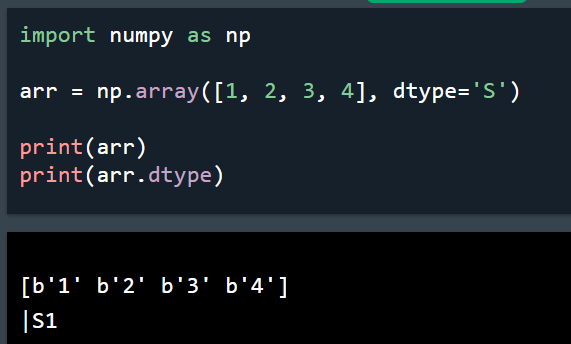 import numpy as np
arr = np.array([1, 2, 3, 4], dtype='S')
print(arr)
print(arr.dtype)
[b'1' b'2' b'3' b'4']
|S1